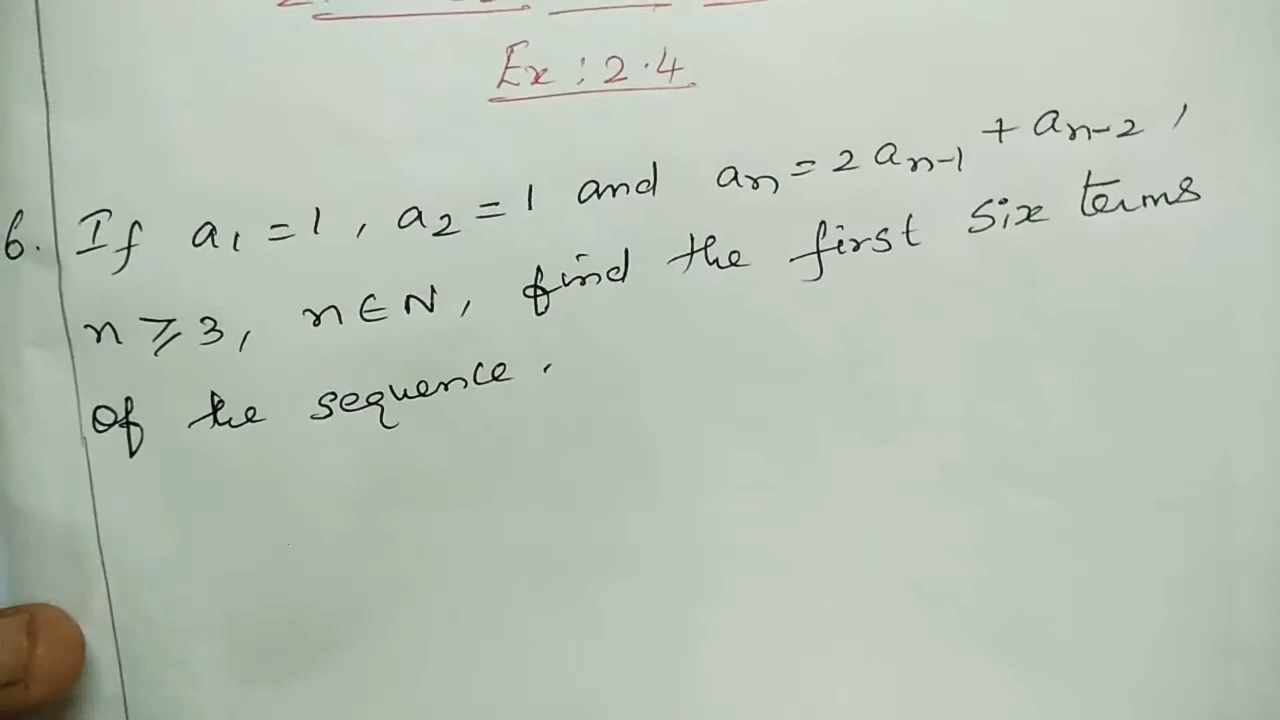 Ex : 2.4
6. If a₁ = 1, a₂ = 1 and aₙ = 2aₙ₋₁ + aₙ₋₂,
n ≥ 3, n ∈ N, find the first six terms
of the sequence.